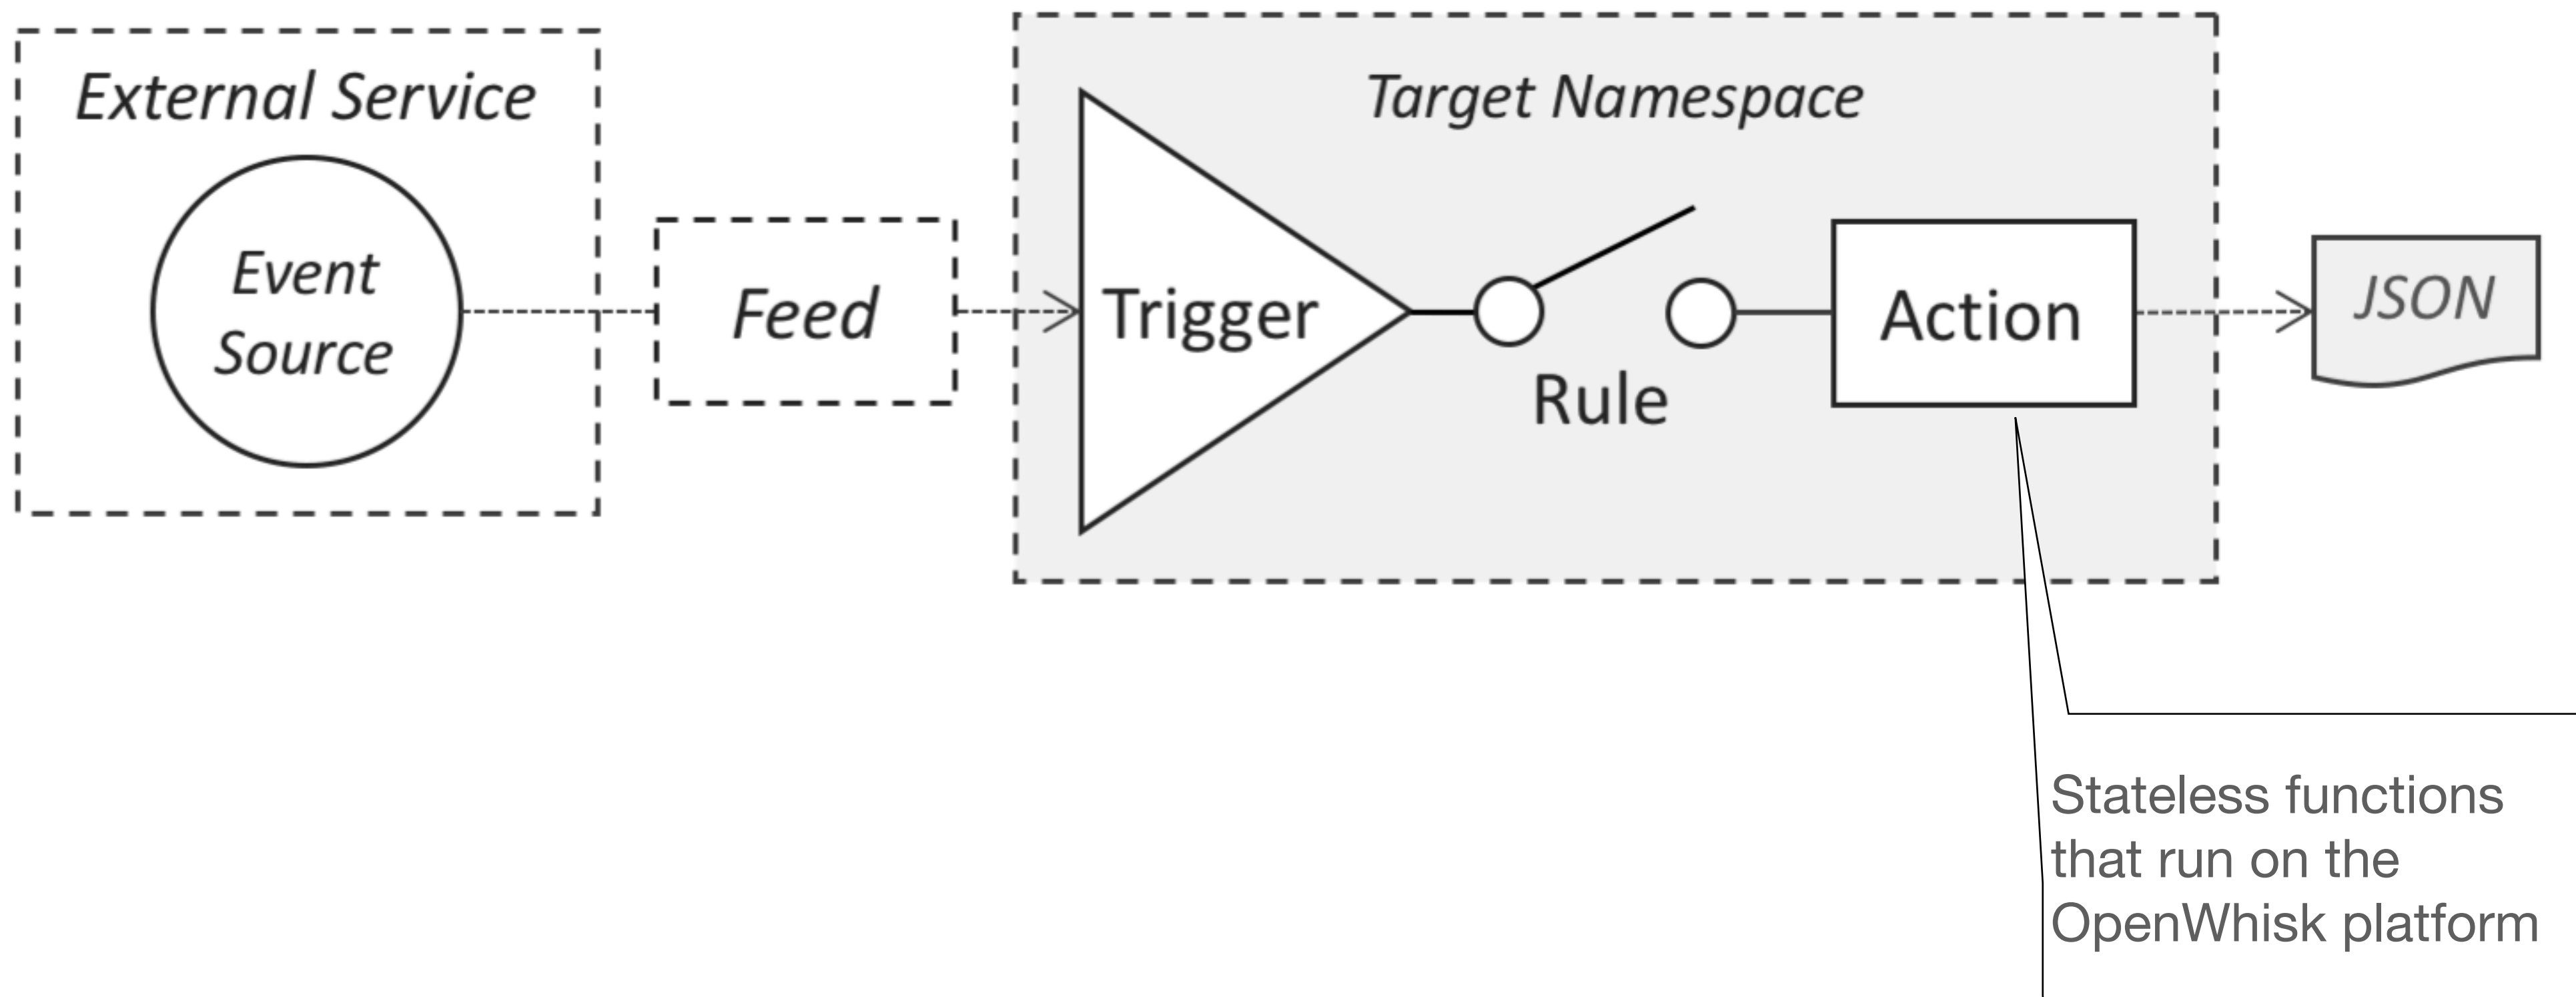 External Service
Event
Source
Feed
Target Namespace
Trigger
Rule
Action
JSON
Stateless functions
that run on the
OpenWhisk platform